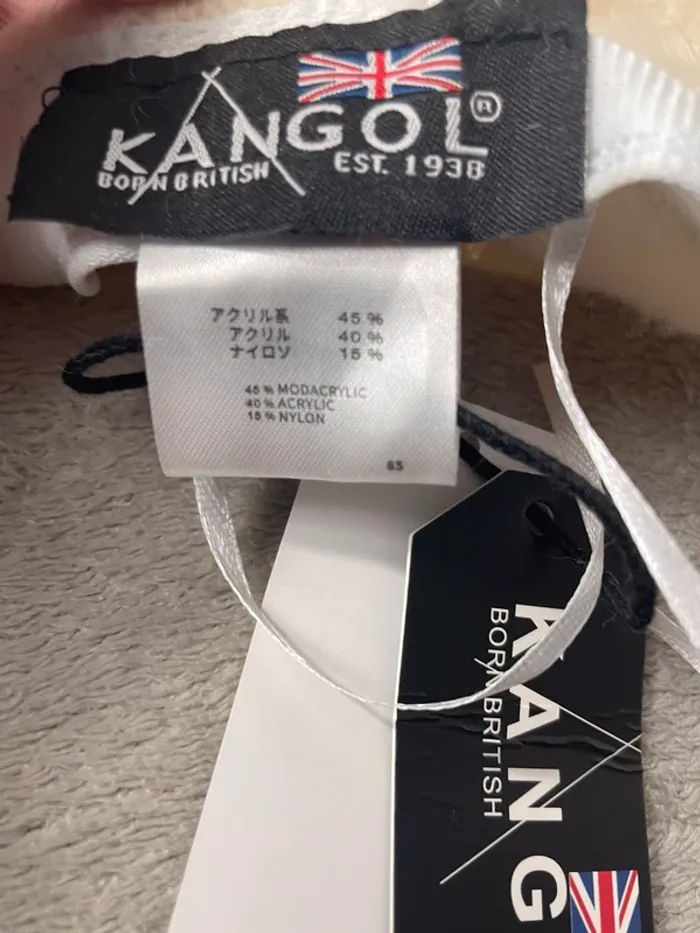 KANGOL®
BORN BRITISH EST. 1938
アクリル系 45%
アクリル 40%
ナイロン 15%
45% MODACRYLIC
40% ACRYLIC
15% NYLON
85
KANG
BORN BRITISH